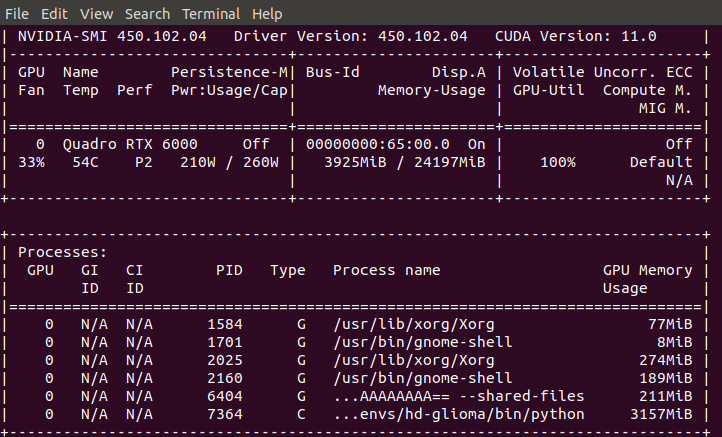 File Edit View Search Terminal Help
| NVIDIA-SMI 450.102.04   Driver Version: 450.102.04   CUDA Version: 11.0     |
|-------------------------------+----------------------+----------------------+
| GPU  Name        Persistence-M| Bus-Id        Disp.A | Volatile Uncorr. ECC |
| Fan  Temp  Perf  Pwr:Usage/Cap|         Memory-Usage | GPU-Util  Compute M. |
|                               |                      |               MIG M. |
|===============================+======================+======================|
|   0  Quadro RTX 6000     Off  | 00000000:65:00.0  On |                  Off |
| 33%   54C    P2   210W / 260W |   3925MiB / 24197MiB |    100%      Default |
|                               |                      |                  N/A |
+-------------------------------+----------------------+----------------------+
+-----------------------------------------------------------------------------+
| Processes:                                                                  |
|  GPU   GI   CI        PID   Type   Process name                  GPU Memory |
|        ID   ID                                                   Usage      |
|=============================================================================|
|    0   N/A  N/A      1584      G   /usr/lib/xorg/Xorg                 77MiB |
|    0   N/A  N/A      1701      G   /usr/bin/gnome-shell                8MiB |
|    0   N/A  N/A      2025      G   /usr/lib/xorg/Xorg                274MiB |
|    0   N/A  N/A      2160      G   /usr/bin/gnome-shell              189MiB |
|    0   N/A  N/A      6404      G   ...AAAAAAAA== --shared-files      211MiB |
|    0   N/A  N/A      7364      C   ...envs/hd-glioma/bin/python     3157MiB |
+-----------------------------------------------------------------------------+